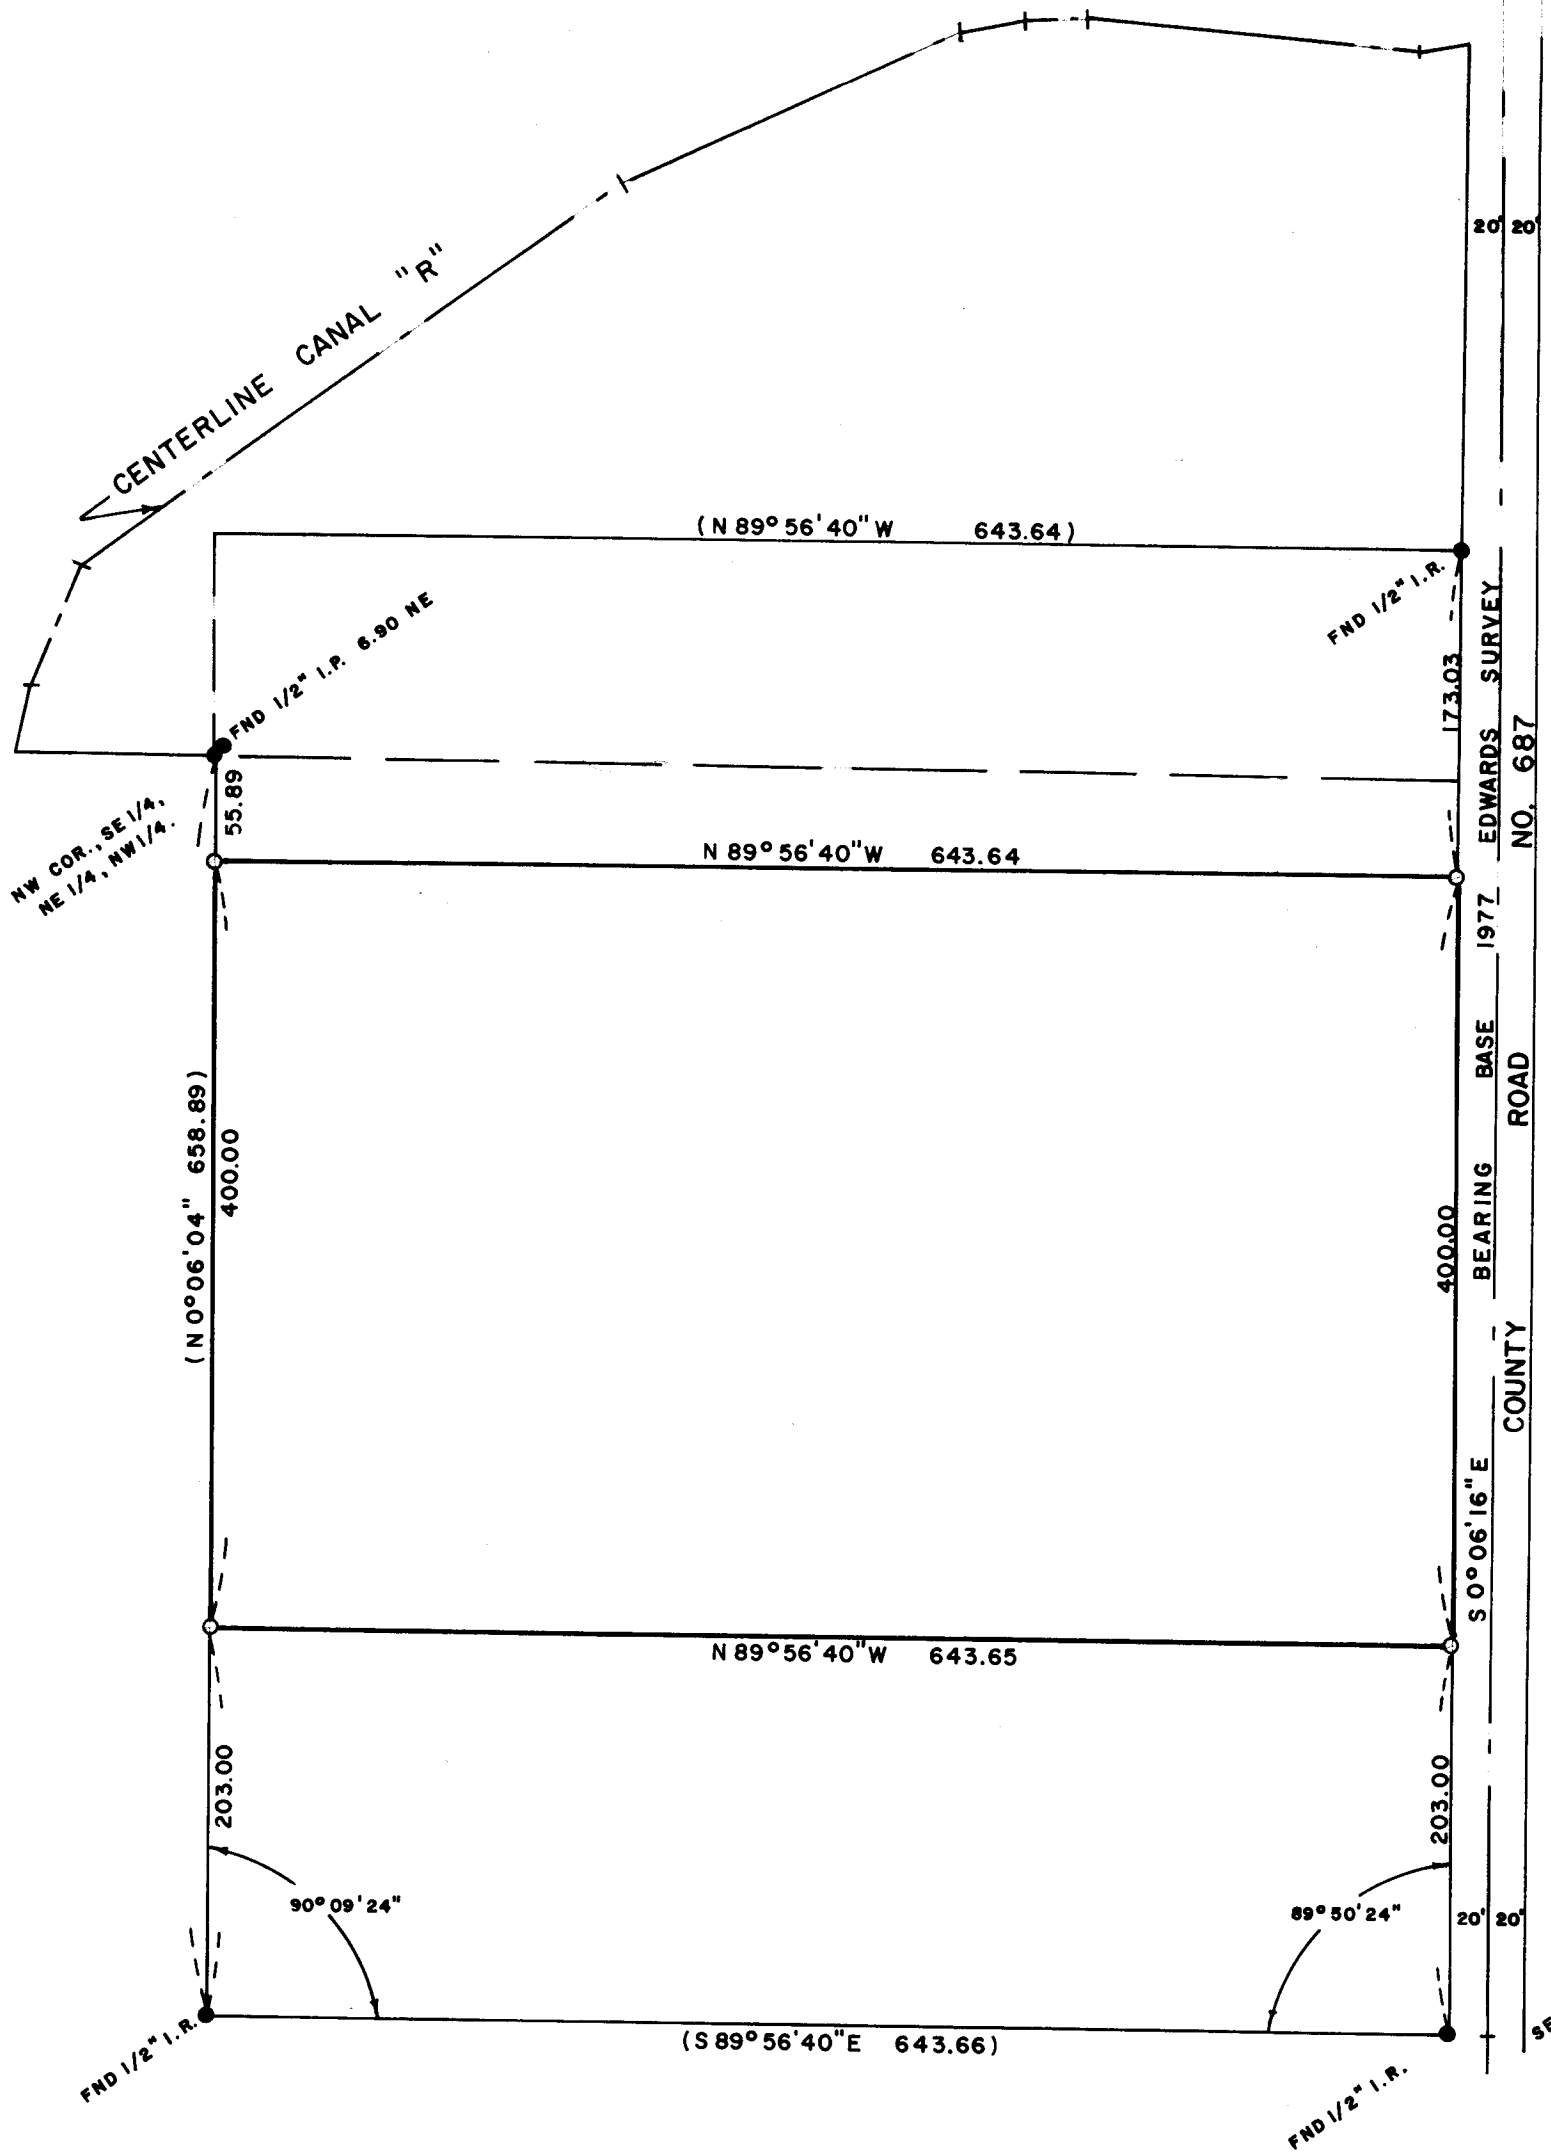 20' 20'
CENTERLINE CANAL "R"
(N 89° 56' 40" W 643.64)
FND 1/2" I.R.
FND 1/2" I.P. 6.90 NE
173.03
55.89
NW COR., SE 1/4,
NE 1/4, NW 1/4.
N 89° 56' 40" W 643.64
(N 0° 06' 04" 658.89)
400.00
400.00
S 0° 06' 16" E BEARING BASE 1977 EDWARDS SURVEY
COUNTY ROAD NO. 687
N 89° 56' 40" W 643.65
203.00
203.00
90° 09' 24"
89° 50' 24"
20' 20'
FND 1/2" I.R.
(S 89° 56' 40" E 643.66)
FND 1/2" I.R.